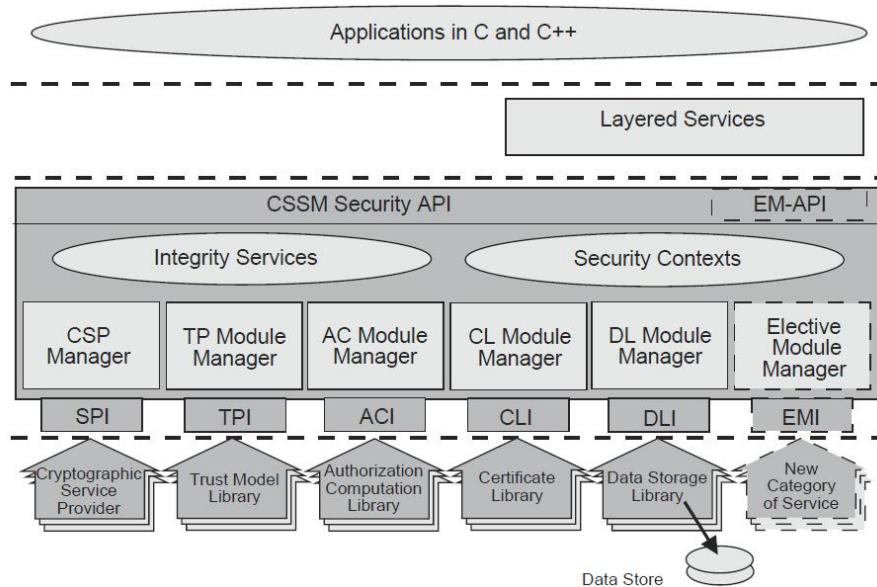 Applications in C and C++
Layered Services
CSSM Security API
EM-API
Integrity Services
Security Contexts
CSP
Manager
TP Module
Manager
AC Module
Manager
CL Module
Manager
DL Module
Manager
Elective
Module
Manager
SPI
TPI
ACI
CLI
DLI
EMI
Cryptographic
Service
Provider
Trust Model
Library
Authorization
Computation
Library
Certificate
Library
Data Storage
Library
New
Category
of Service
Data Store